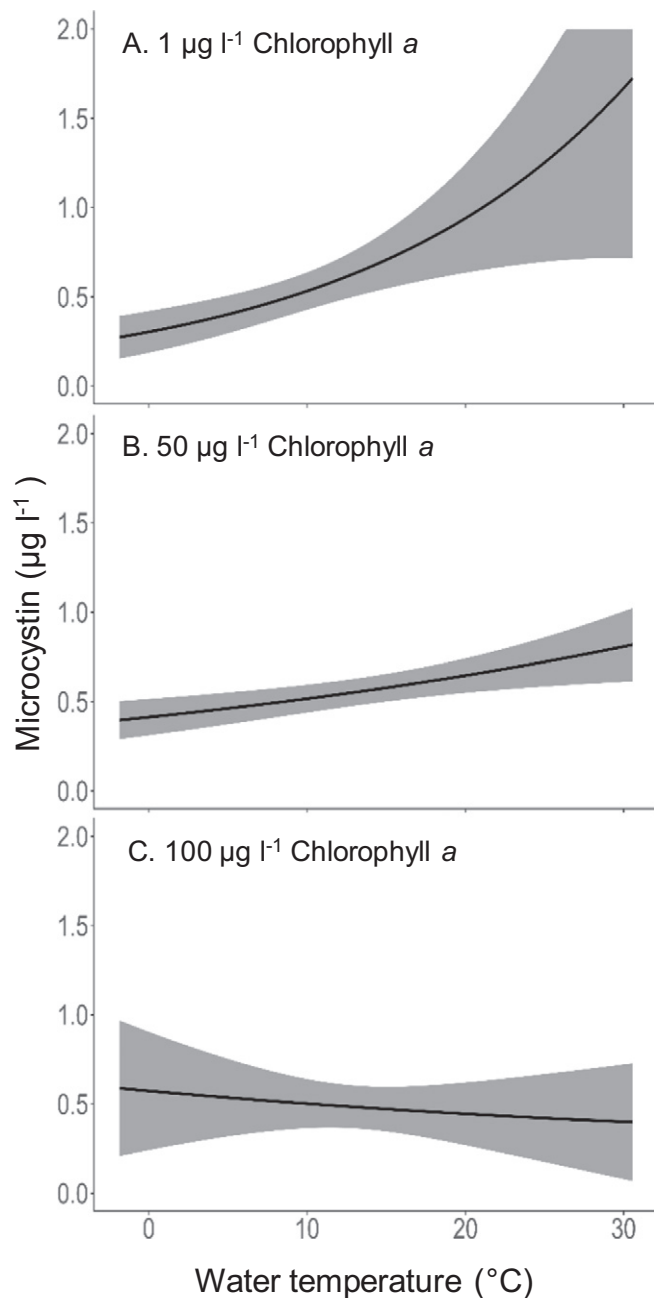 A. 1 µg l-1 Chlorophyll a
2.0
1.5
1.0
0.5
0.0
B. 50 µg l-1 Chlorophyll a
2.0
1.5
1.0
0.5
0.0
C. 100 µg l-1 Chlorophyll a
2.0
1.5
1.0
0.5
0.0
Microcystin (µg l-1 )
0 10 20 30
Water temperature (°C)